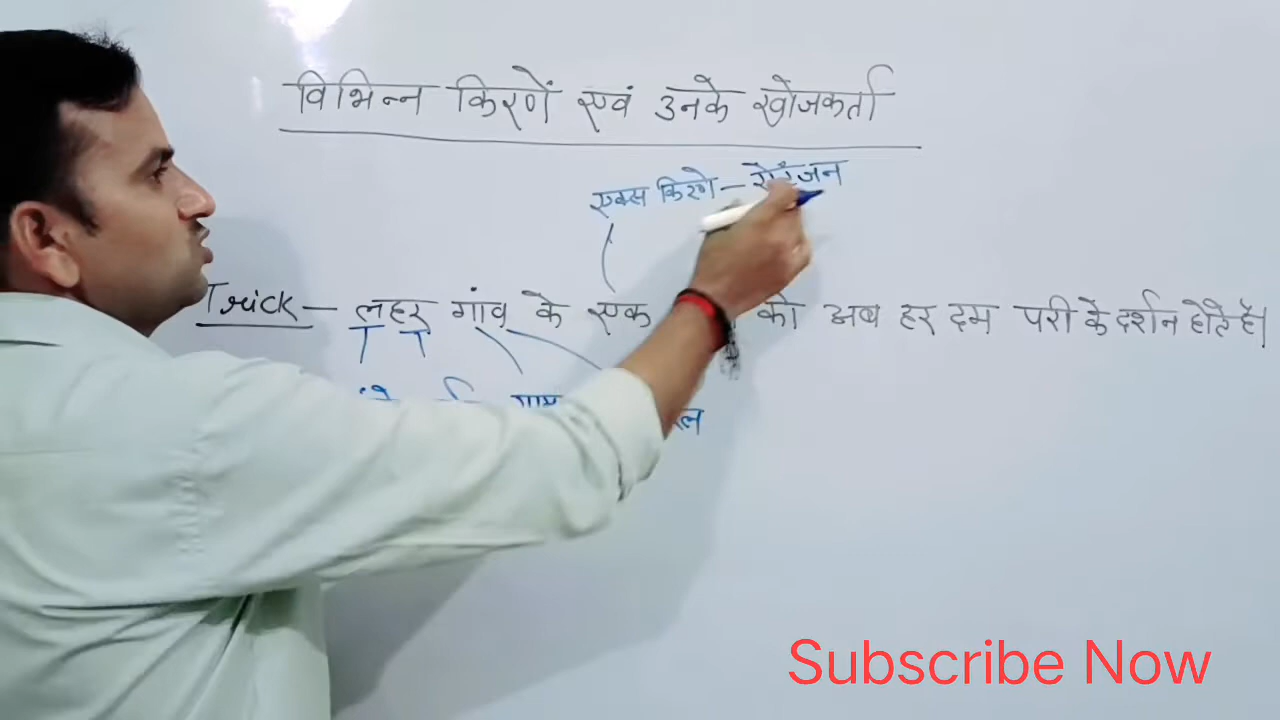 विभिन्न किरणें एवं उनके खोजकर्ता
एक्स किरणे – रोएंजन
Trick – लहर गांव के एक को अब हर दम परी के दर्शन होते हैं।
Subscribe Now